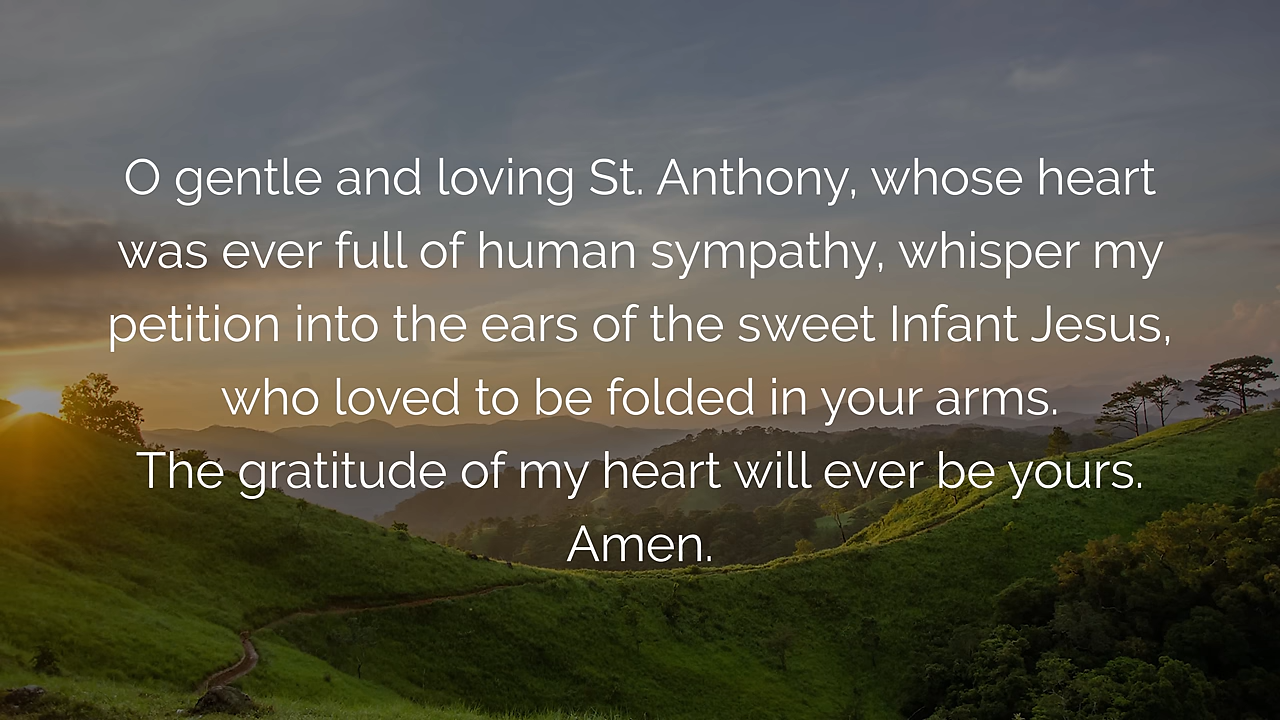 O gentle and loving St. Anthony, whose heart
was ever full of human sympathy, whisper my
petition into the ears of the sweet Infant Jesus,
who loved to be folded in your arms.
The gratitude of my heart will ever be yours.
Amen.